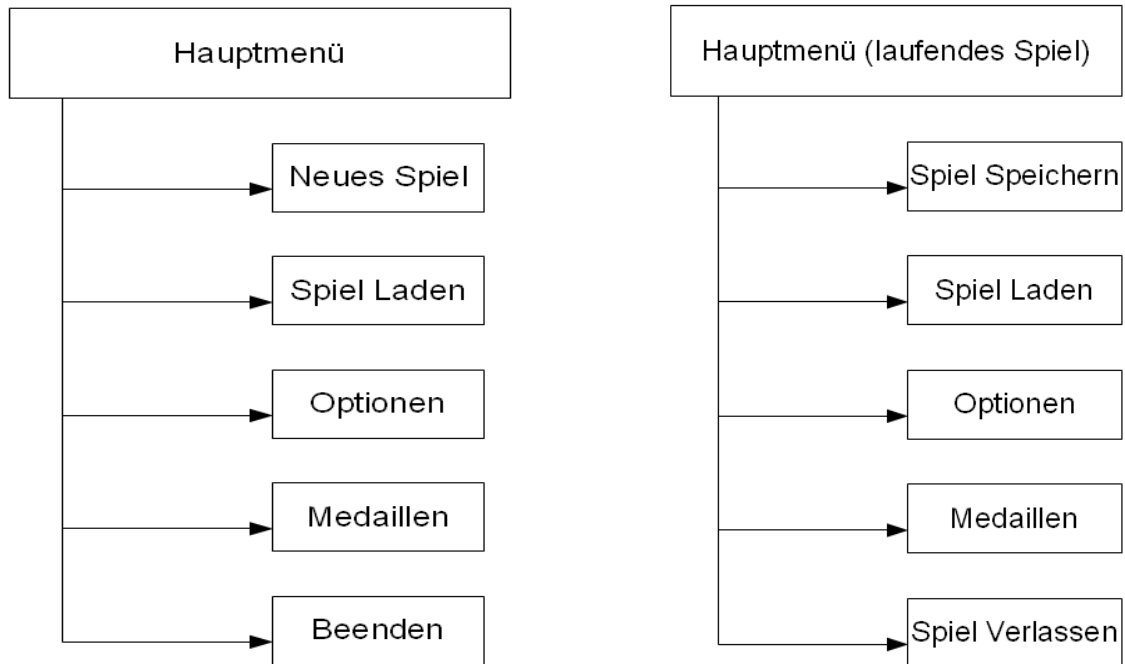 Hauptmenü
Neues Spiel
Spiel Laden
Optionen
Medaillen
Beenden
Hauptmenü (laufendes Spiel)
Spiel Speichern
Spiel Laden
Optionen
Medaillen
Spiel Verlassen